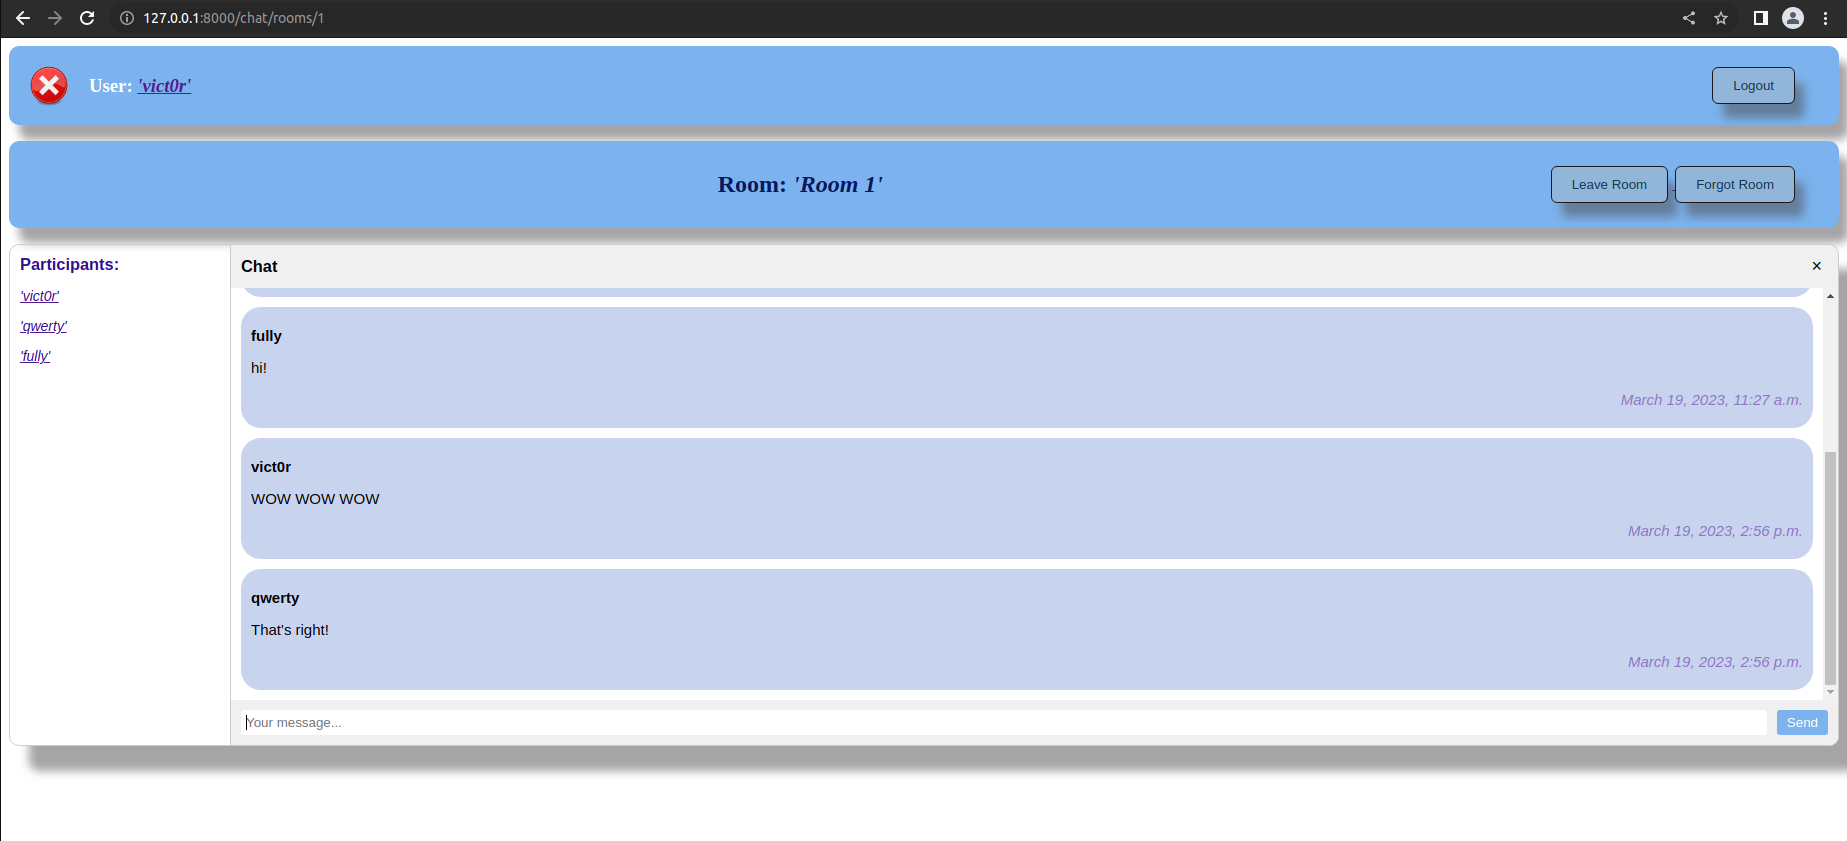 127.0.0.1:8000/chat/rooms/1
User: 'vict0r'
Logout
Room: 'Room 1'
Leave Room
Forgot Room
Participants:
'vict0r'
'qwerty'
'fully'
Chat
×
fully
hi!
March 19, 2023, 11:27 a.m.
vict0r
WOW WOW WOW
March 19, 2023, 2:56 p.m.
qwerty
That's right!
March 19, 2023, 2:56 p.m.
Your message...
Send